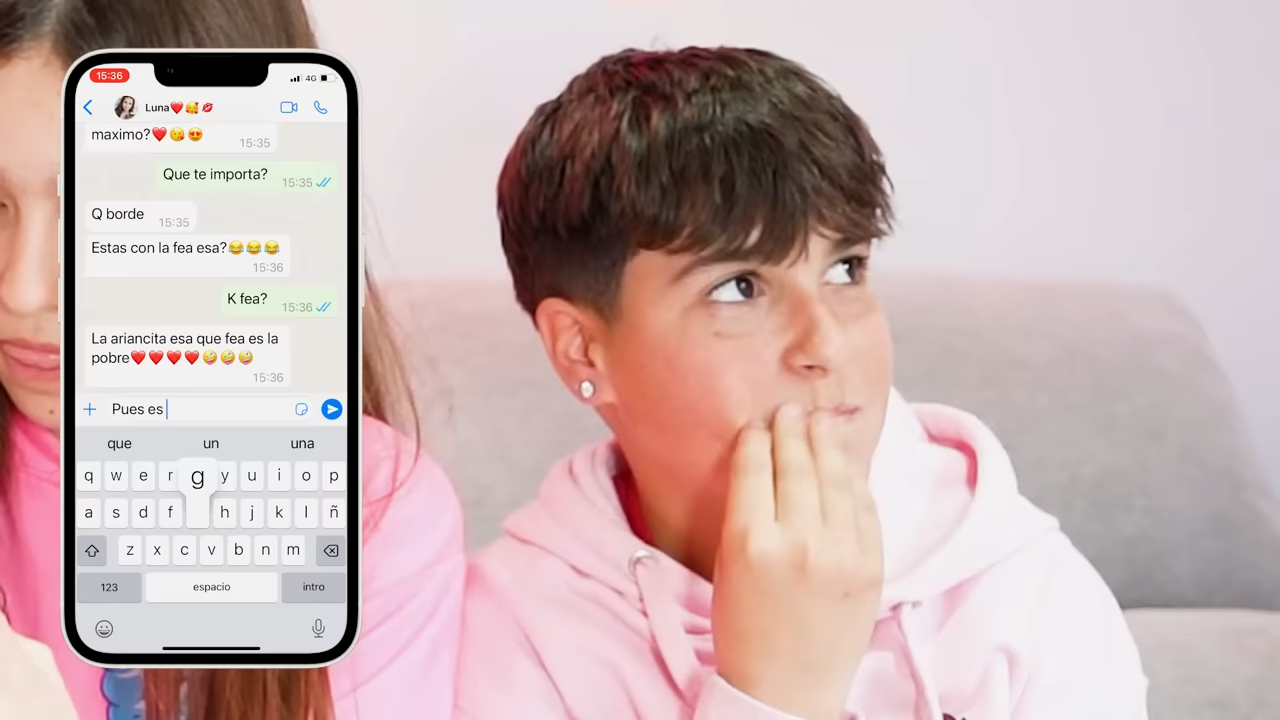 15:36
4G
Luna❤️🥰💋
maximo?❤️😘😍
15:35
Que te importa?
15:35
Q borde
15:35
Estas con la fea esa?😂😂😂
15:36
K fea?
15:36
La ariancita esa que fea es la
pobre❤️❤️❤️❤️🤪🤪🤪
15:36
Pues es
que un una
q w e r g y u i o p
a s d f h j k l ñ
z x c v b n m
123 espacio intro